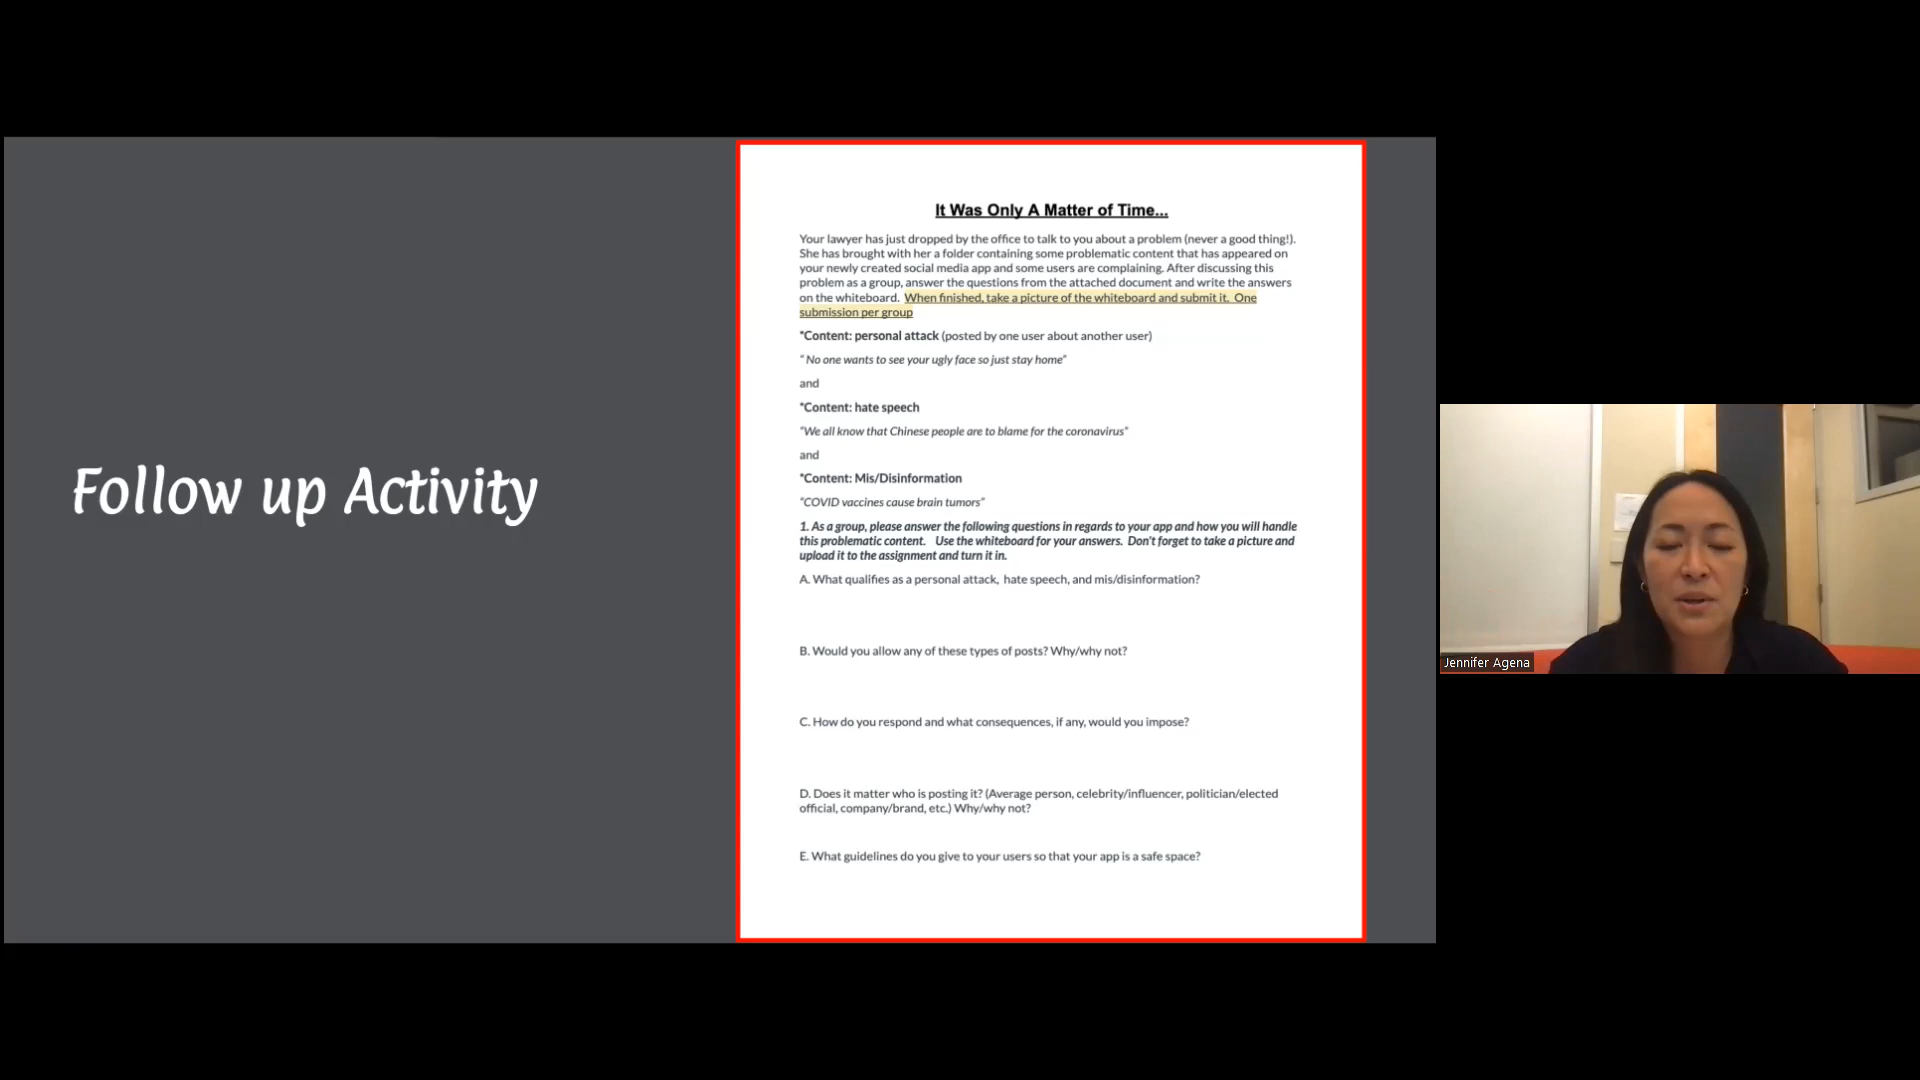 Follow up Activity
It Was Only A Matter of Time...
Your lawyer has just dropped by the office to talk to you about a problem (never a good thing!).
She has brought with her a folder containing some problematic content that has appeared on
your newly created social media app and some users are complaining. After discussing this
problem as a group, answer the questions from the attached document and write the answers
on the whiteboard. When finished, take a picture of the whiteboard and submit it. One
submission per group
*Content: personal attack (posted by one user about another user)
“ No one wants to see your ugly face so just stay home”
and
*Content: hate speech
“We all know that Chinese people are to blame for the coronavirus”
and
*Content: Mis/Disinformation
“COVID vaccines cause brain tumors”
1. As a group, please answer the following questions in regards to your app and how you will handle
this problematic content. Use the whiteboard for your answers. Don't forget to take a picture and
upload it to the assignment and turn it in.
A. What qualifies as a personal attack, hate speech, and mis/disinformation?
B. Would you allow any of these types of posts? Why/why not?
C. How do you respond and what consequences, if any, would you impose?
D. Does it matter who is posting it? (Average person, celebrity/influencer, politician/elected
official, company/brand, etc.) Why/why not?
E. What guidelines do you give to your users so that your app is a safe space?
Jennifer Agena